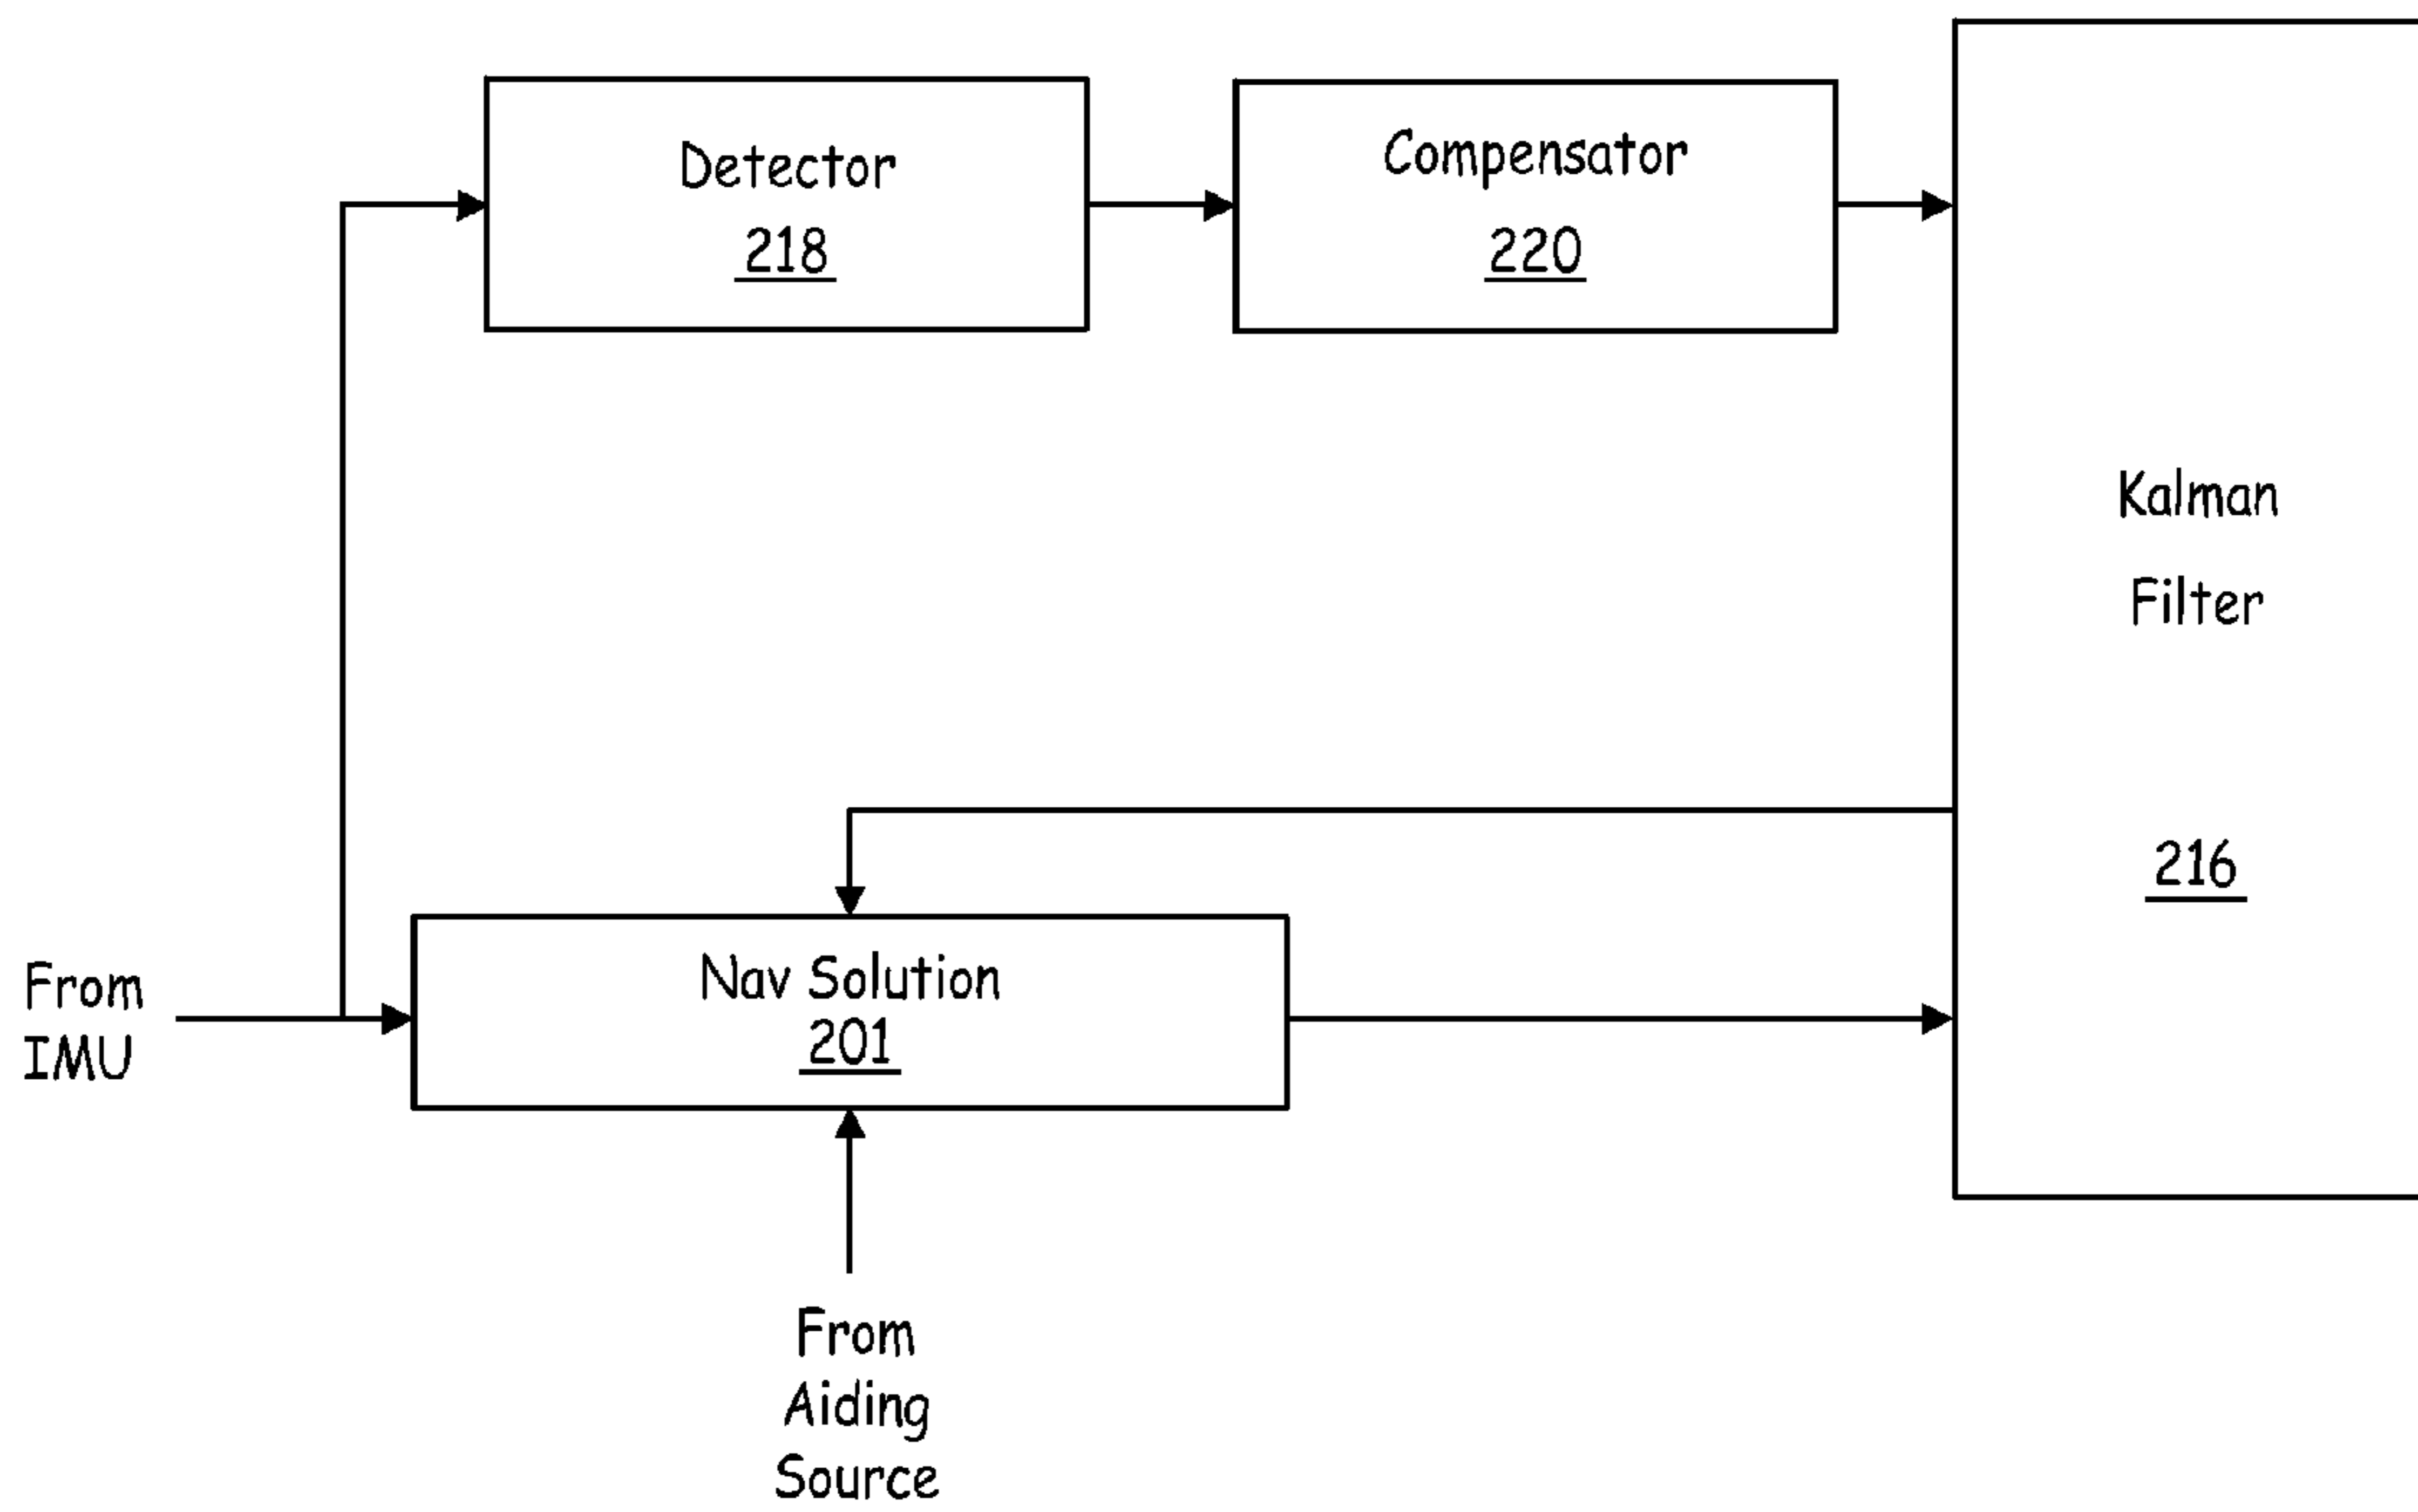 Detector
218
Compensator
220
Kalman
Filter
216
Nav Solution
201
From
IMU
From
Aiding
Source